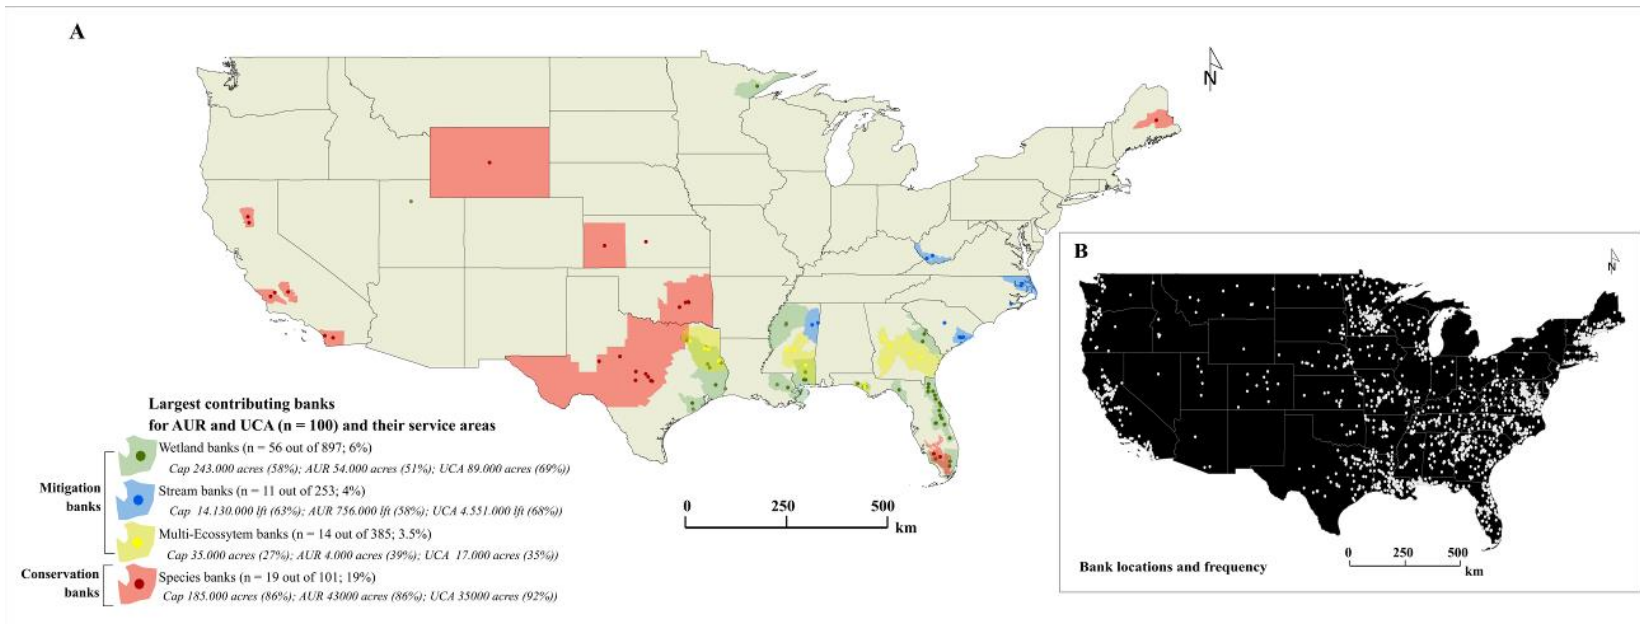 A
N
Largest contributing banks
for AUR and UCA (n = 100) and their service areas
Mitigation
banks
Wetland banks (n = 56 out of 897; 6%)
Cap 243.000 acres (58%); AUR 54.000 acres (51%); UCA 89.000 acres (69%))
Stream banks (n = 11 out of 253; 4%)
Cap 14.130.000 lft (63%); AUR 756.000 lft (58%); UCA 4.551.000 lft (68%))
Multi-Ecossytem banks (n = 14 out of 385; 3.5%)
Cap 35.000 acres (27%); AUR 4.000 acres (39%); UCA 17.000 acres (35%))
Conservation
banks
Species banks (n = 19 out of 101; 19%)
Cap 185.000 acres (86%); AUR 43000 acres (86%); UCA 35000 acres (92%))
0 250 500
km
B
N
Bank locations and frequency
0 250 500
km